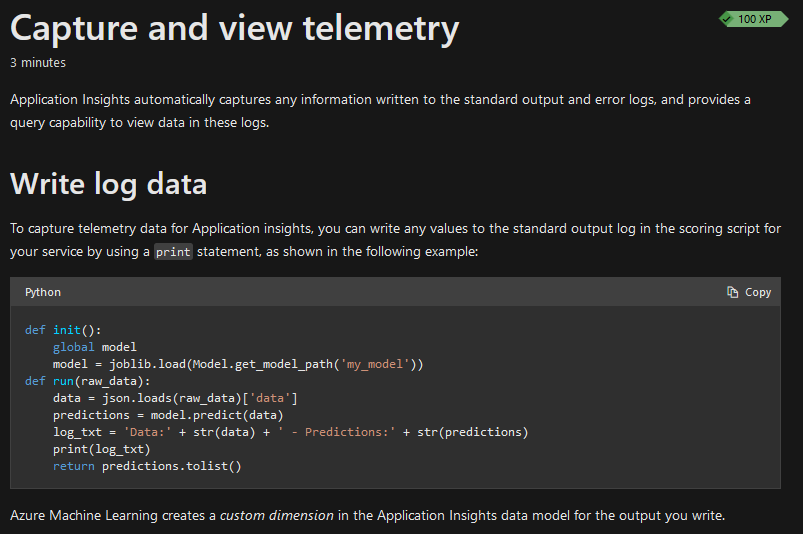 Capture and view telemetry
100 XP
3 minutes
Application Insights automatically captures any information written to the standard output and error logs, and provides a
query capability to view data in these logs.
Write log data
To capture telemetry data for Application insights, you can write any values to the standard output log in the scoring script for
your service by using a print statement, as shown in the following example:
Python
Copy
def init():
    global model
    model = joblib.load(Model.get_model_path('my_model'))
def run(raw_data):
    data = json.loads(raw_data)['data']
    predictions = model.predict(data)
    log_txt = 'Data:' + str(data) + ' - Predictions:' + str(predictions)
    print(log_txt)
    return predictions.tolist()
Azure Machine Learning creates a custom dimension in the Application Insights data model for the output you write.